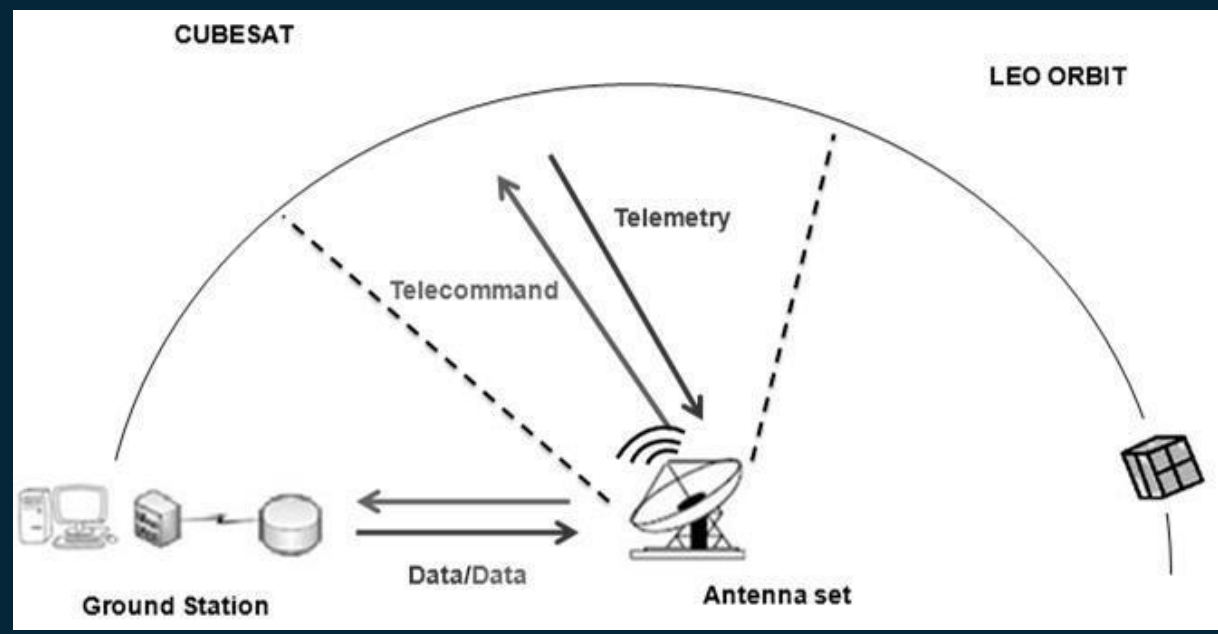 CUBESAT
LEO ORBIT
Telemetry
Telecommand
Data/Data
Ground Station
Antenna set